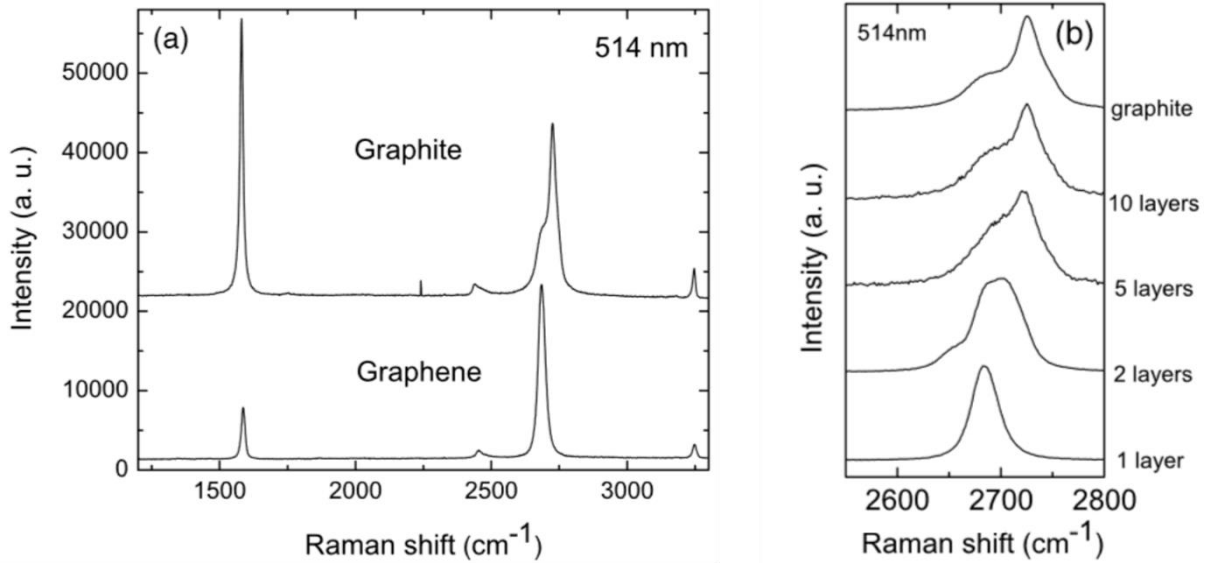 (a)
514 nm
50000
40000
30000
20000
10000
0
Graphite
Graphene
Intensity (a. u.)
1500
2000
2500
3000
Raman shift (cm-1)
514nm
(b)
graphite
10 layers
5 layers
2 layers
1 layer
Intensity (a. u.)
2600
2700
2800
Raman shift (cm-1)